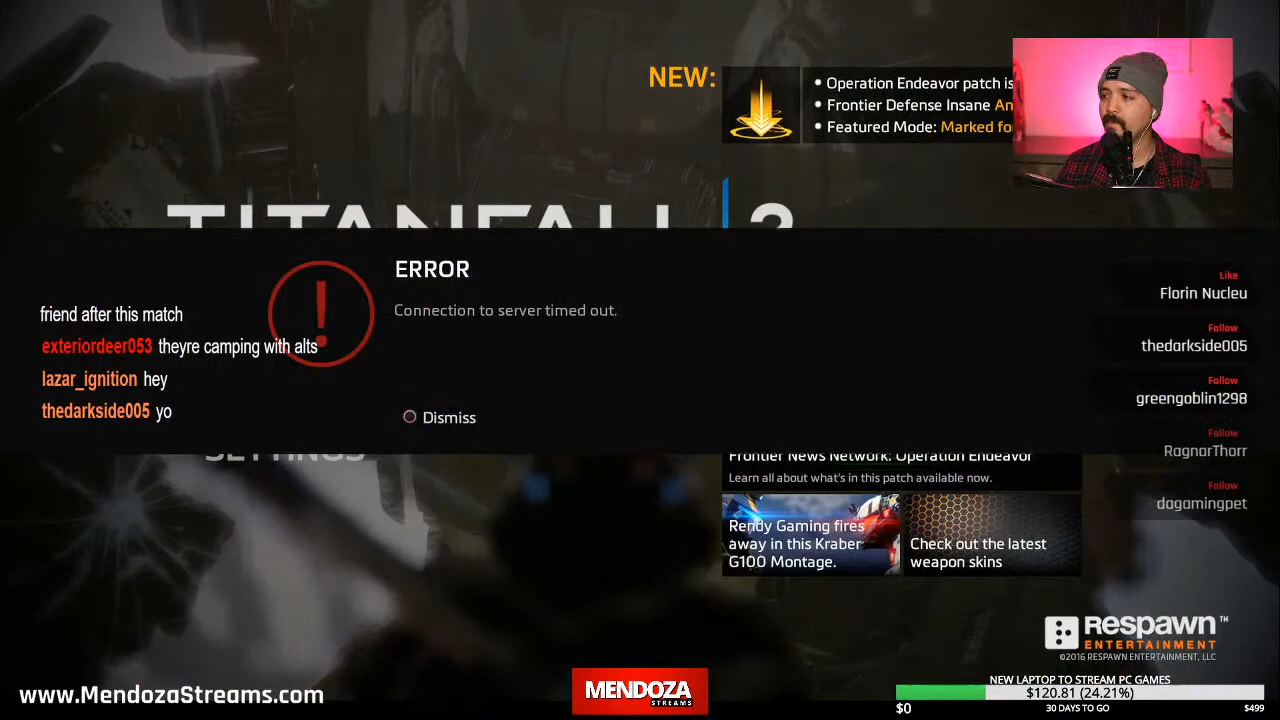 NEW:
• Operation Endeavor patch is
• Frontier Defense Insane An
• Featured Mode: Marked fo
TITANFALL 2
ERROR
Connection to server timed out.
Dismiss
friend after this match
exteriordeer053 theyre camping with alts
lazar_ignition hey
thedarkside005 yo
Like
Florin Nucleu
Follow
thedarkside005
Follow
greengoblin1298
Follow
RagnarThorr
Follow
dagamingpet
SETTINGS
Frontier News Network: Operation Endeavor
Learn all about what's in this patch available now.
Rendy Gaming fires
away in this Kraber
G100 Montage.
Check out the latest
weapon skins
Respawn™
ENTERTAINMENT
©2016 RESPAWN ENTERTAINMENT, LLC
www.MendozaStreams.com
MENDOZA
STREAMS
NEW LAPTOP TO STREAM PC GAMES
$120.81 (24.21%)
$0
30 DAYS TO GO
$499